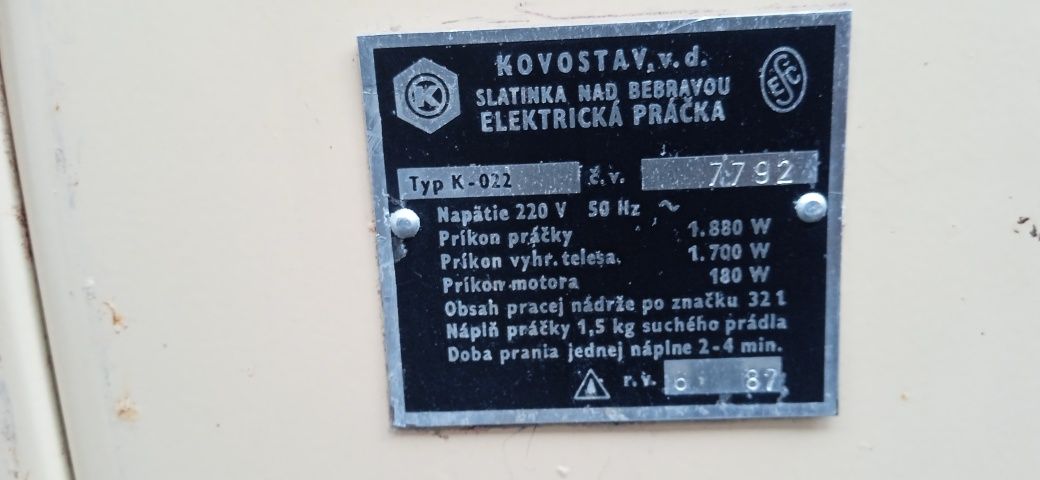 K
KOVOSTAV, v. d.
EŠČ
SLATINKA NAD BEBRAVOU
ELEKTRICKÁ PRÁČKA
Typ K-022 č.v. 7792
Napätie 220 V 50 Hz ~
Príkon práčky 1.880 W
Príkon vyhr. telesa 1.700 W
Príkon motora 180 W
Obsah pracej nádrže po značku 32 l
Náplň práčky 1,5 kg suchého prádla
Doba prania jednej náplne 2-4 min.
r.v. 6 87